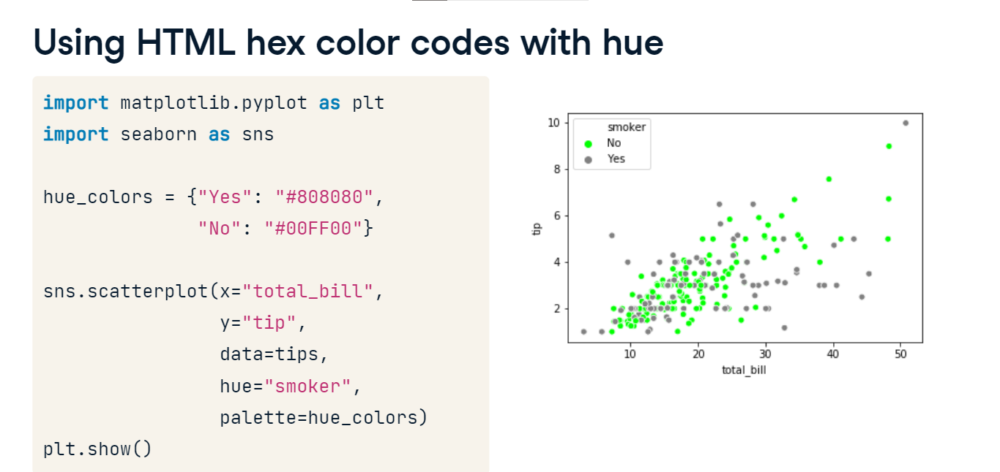 Using HTML hex color codes with hue
import matplotlib.pyplot as plt
import seaborn as sns
hue_colors = {"Yes": "#808080",
              "No": "#00FF00"}
sns.scatterplot(x="total_bill",
                y="tip",
                data=tips,
                hue="smoker",
                palette=hue_colors)
plt.show()
smoker
No
Yes
10
8
6
4
2
tip
10 20 30 40 50
total_bill